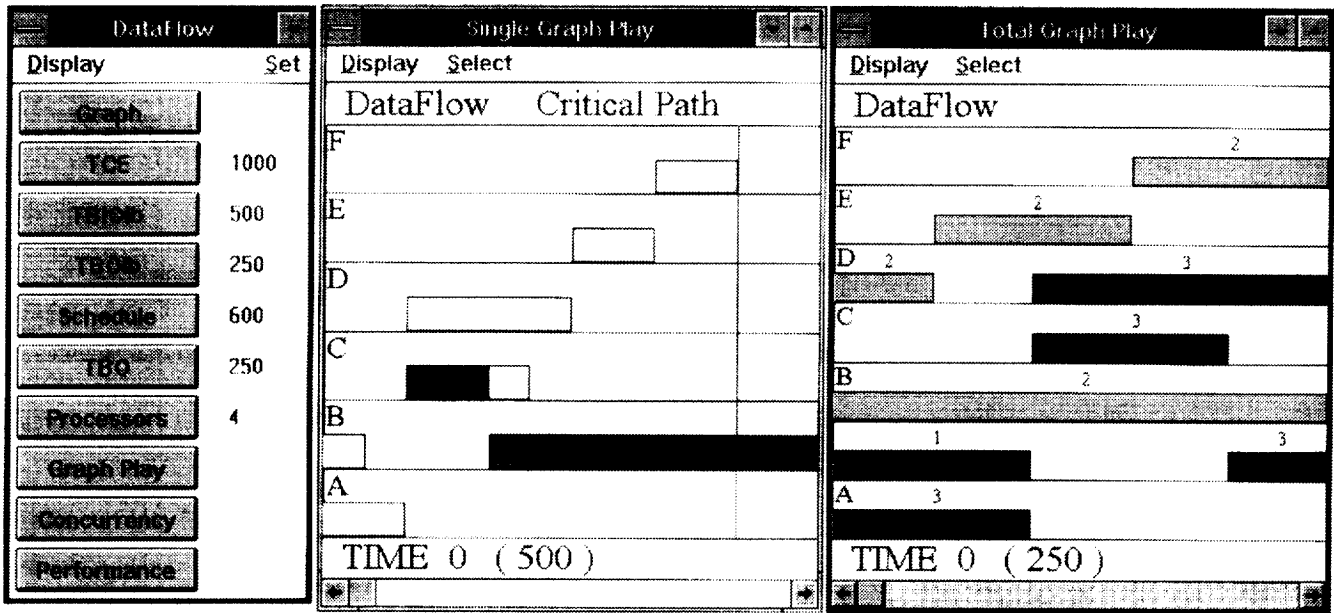 DataFlow
Display Set
Graph
TCE 1000
TBIOlb 500
TBOlb 250
Schedule 600
TBO 250
Processors 4
Graph Play
Concurrency
Performance
Single Graph Play
Display Select
DataFlow Critical Path
F
E
D
C
B
A
TIME 0 ( 500 )
Total Graph Play
Display Select
DataFlow
F 2
E 2
D 2 3
C 3
B 2
1 3
A 3
TIME 0 ( 250 )